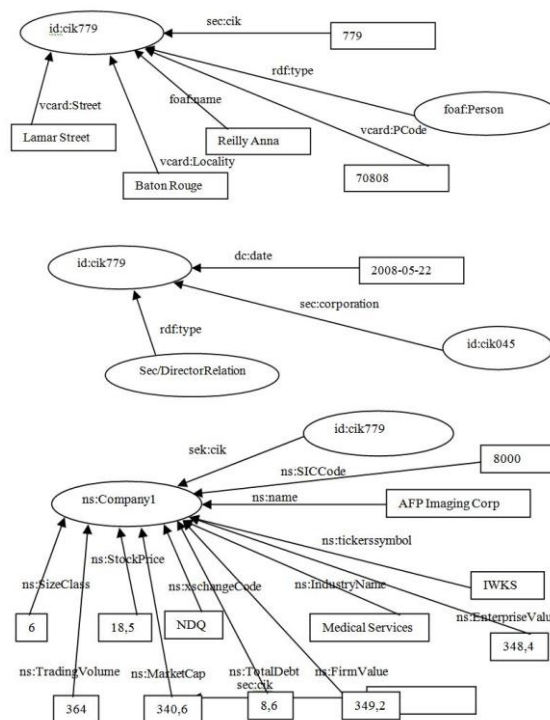 id:cik779
sec:cik
779
rdf:type
foaf:Person
vcard:Street
foaf:name
vcard:PCode
Lamar Street
Reilly Anna
vcard:Locality
Baton Rouge
70808
id:cik779
dc:date
2008-05-22
sec:corporation
rdf:type
id:cik045
Sec/DirectorRelation
id:cik779
sek:cik
ns:SICCode
8000
ns:Company1
ns:name
AFP Imaging Corp
ns:tickerssymbol
ns:StockPrice
ns:SizeClass
ns:xschangeCode
ns:IndustryName
IWKS
ns:EnterpriseValue
6
18,5
NDQ
Medical Services
348,4
ns:TradingVolume
ns:MarketCap
ns:TotalDebt
ns:FirmValue
sec:cik
364
340,6
8,6
349,2